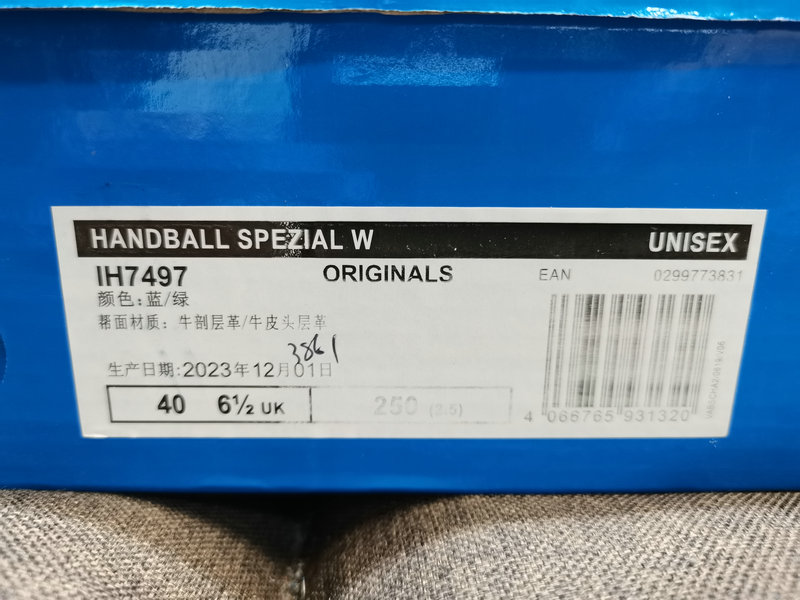 HANDBALL SPEZIAL W UNISEX
IH7497 ORIGINALS EAN 0299773831
颜色:蓝/绿
帮面材质: 牛剖层革/牛皮头层革
3861
生产日期:2023年12月01日
40 6½ UK 250 (2.5)
4 066765 931320